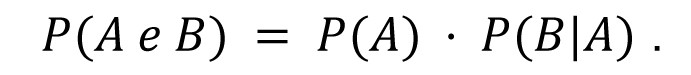 P(A e B) = P(A) · P(B|A) .